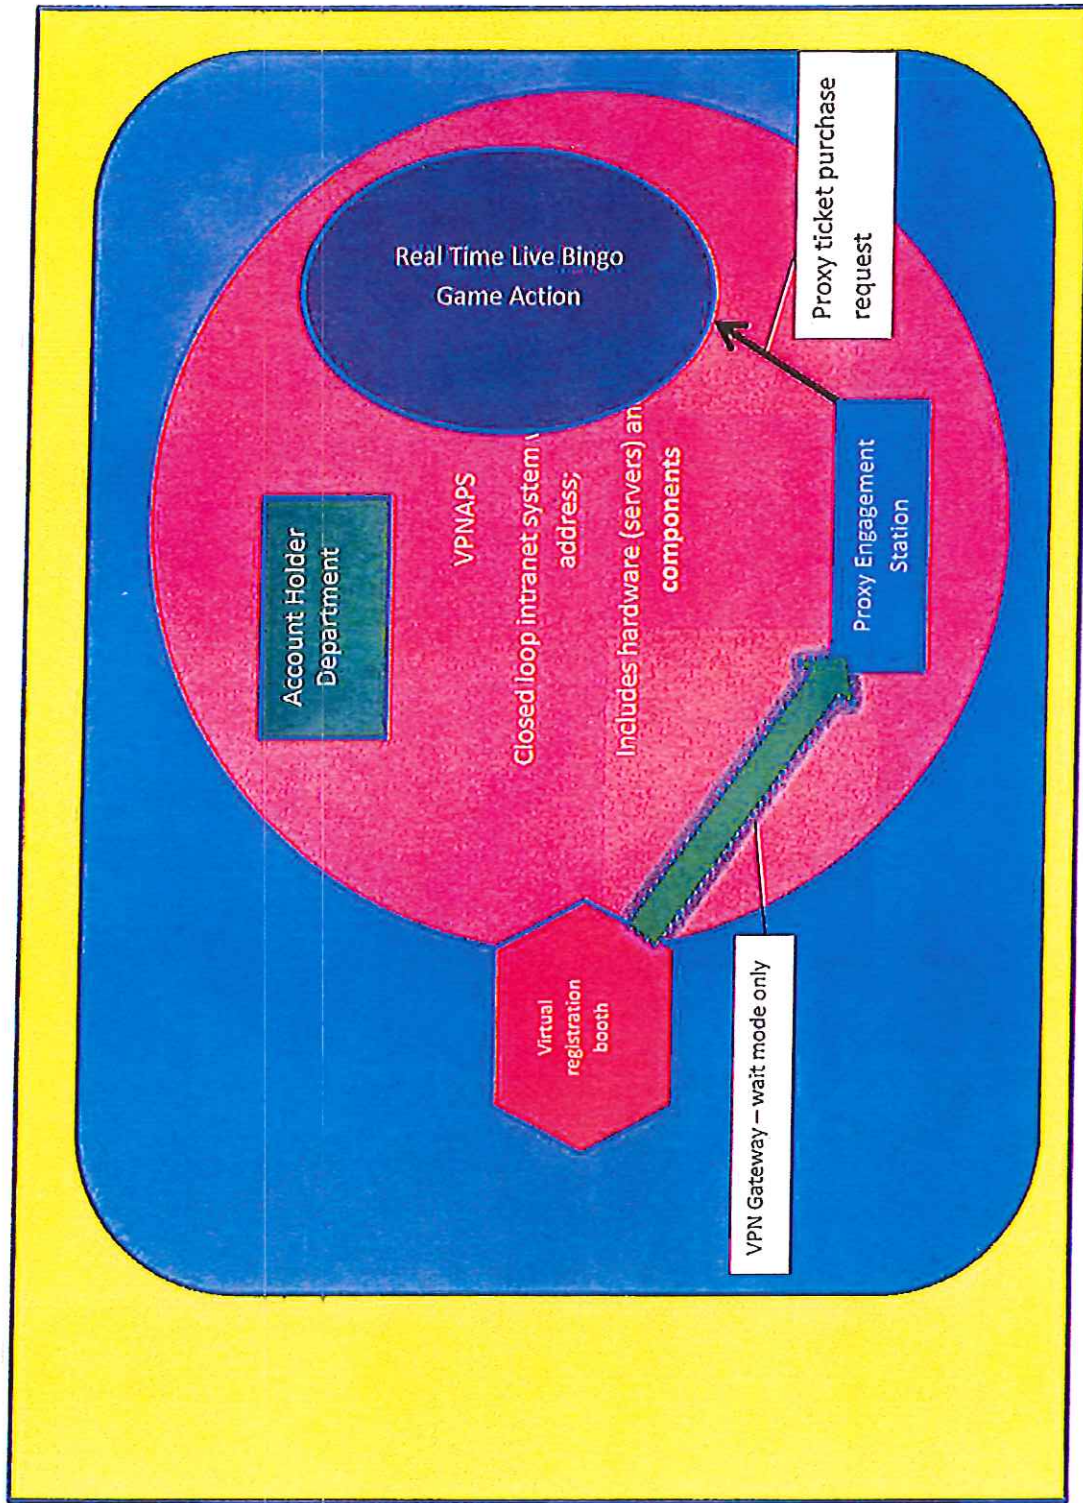 Account Holder
Department
VPNAPS
Closed loop intranet system
address;
Includes hardware (servers) an
components
Real Time Live Bingo
Game Action
Virtual
registration
booth
Proxy Engagement
Station
Proxy ticket purchase
request
VPN Gateway – wait mode only